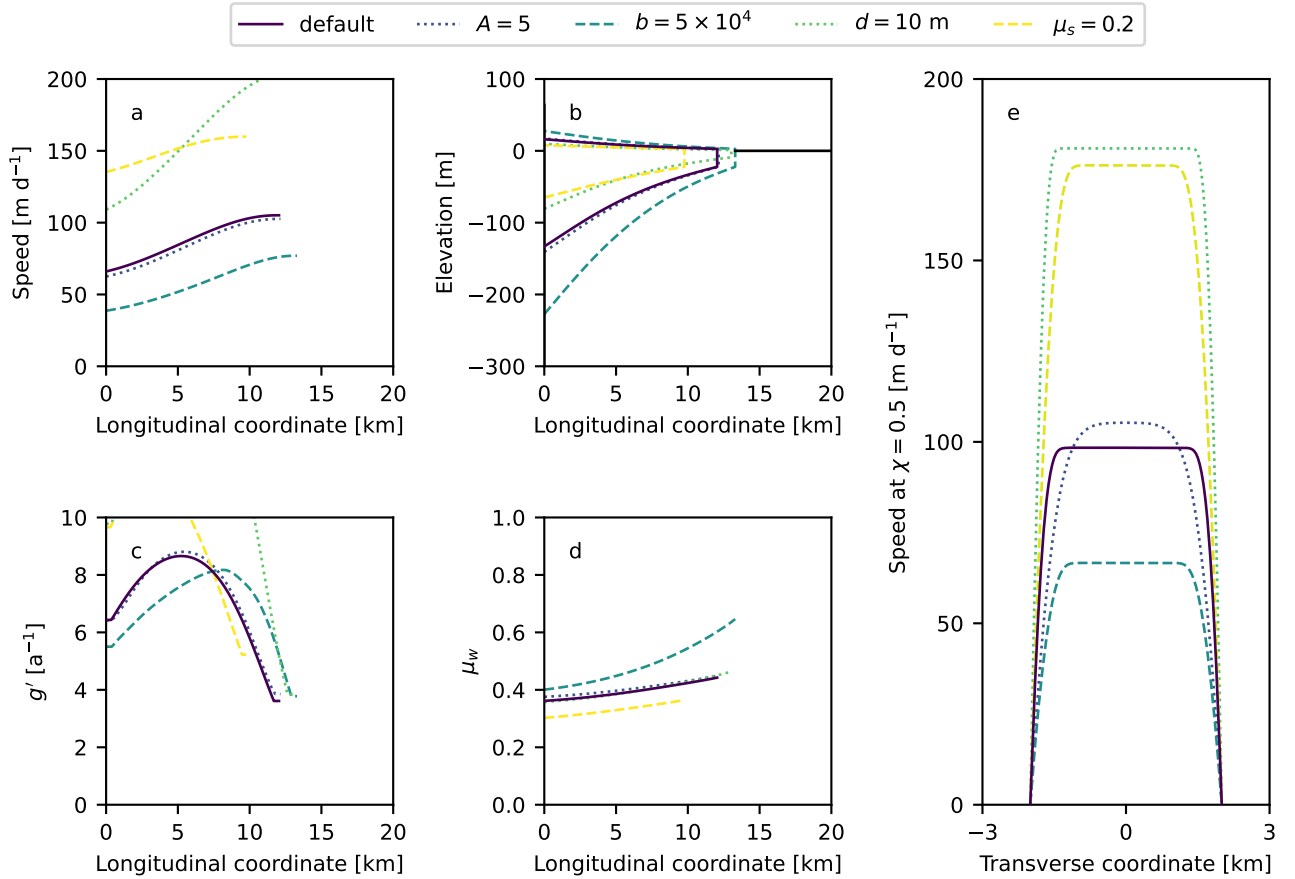 default A = 5 b = 5 × 10⁴ d = 10 m μₛ = 0.2
a
Speed [m d⁻¹]
200
150
100
50
0
0 5 10 15 20
Longitudinal coordinate [km]
b
Elevation [m]
100
0
−100
−200
−300
0 5 10 15 20
Longitudinal coordinate [km]
e
Speed at χ = 0.5 [m d⁻¹]
200
150
100
50
0
−3 0 3
Transverse coordinate [km]
c
g′ [a⁻¹]
10
8
6
4
2
0
0 5 10 15 20
Longitudinal coordinate [km]
d
μ_w
1.0
0.8
0.6
0.4
0.2
0.0
0 5 10 15 20
Longitudinal coordinate [km]